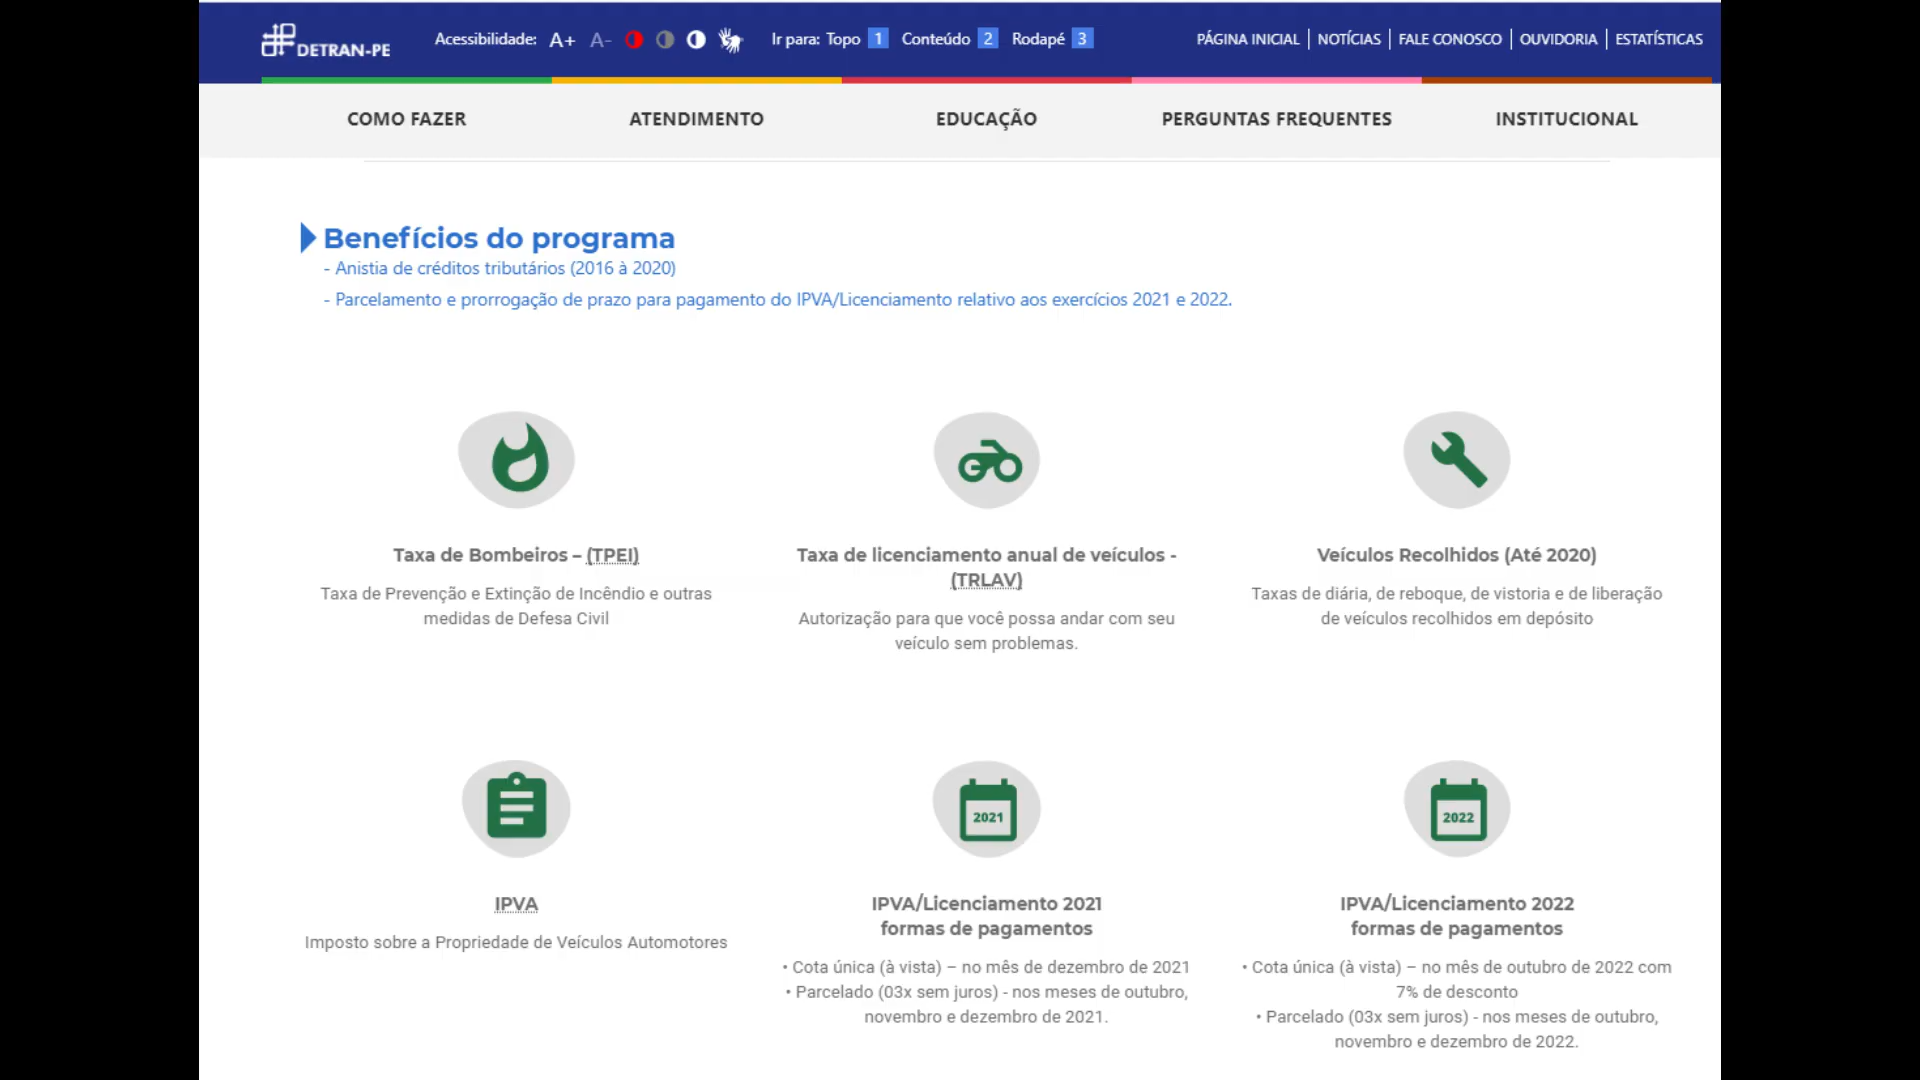 DETRAN-PE
Acessibilidade: A+ A-
Ir para: Topo 1 Conteúdo 2 Rodapé 3
PÁGINA INICIAL | NOTÍCIAS | FALE CONOSCO | OUVIDORIA | ESTATÍSTICAS
COMO FAZER ATENDIMENTO EDUCAÇÃO PERGUNTAS FREQUENTES INSTITUCIONAL
Benefícios do programa
- Anistia de créditos tributários (2016 à 2020)
- Parcelamento e prorrogação de prazo para pagamento do IPVA/Licenciamento relativo aos exercícios 2021 e 2022.
Taxa de Bombeiros – (TPEI)
Taxa de Prevenção e Extinção de Incêndio e outras
medidas de Defesa Civil
Taxa de licenciamento anual de veículos -
(TRLAV)
Autorização para que você possa andar com seu
veículo sem problemas.
Veículos Recolhidos (Até 2020)
Taxas de diária, de reboque, de vistoria e de liberação
de veículos recolhidos em depósito
IPVA
Imposto sobre a Propriedade de Veículos Automotores
2021
IPVA/Licenciamento 2021
formas de pagamentos
• Cota única (à vista) – no mês de dezembro de 2021
• Parcelado (03x sem juros) - nos meses de outubro,
novembro e dezembro de 2021.
2022
IPVA/Licenciamento 2022
formas de pagamentos
• Cota única (à vista) – no mês de outubro de 2022 com
7% de desconto
• Parcelado (03x sem juros) - nos meses de outubro,
novembro e dezembro de 2022.